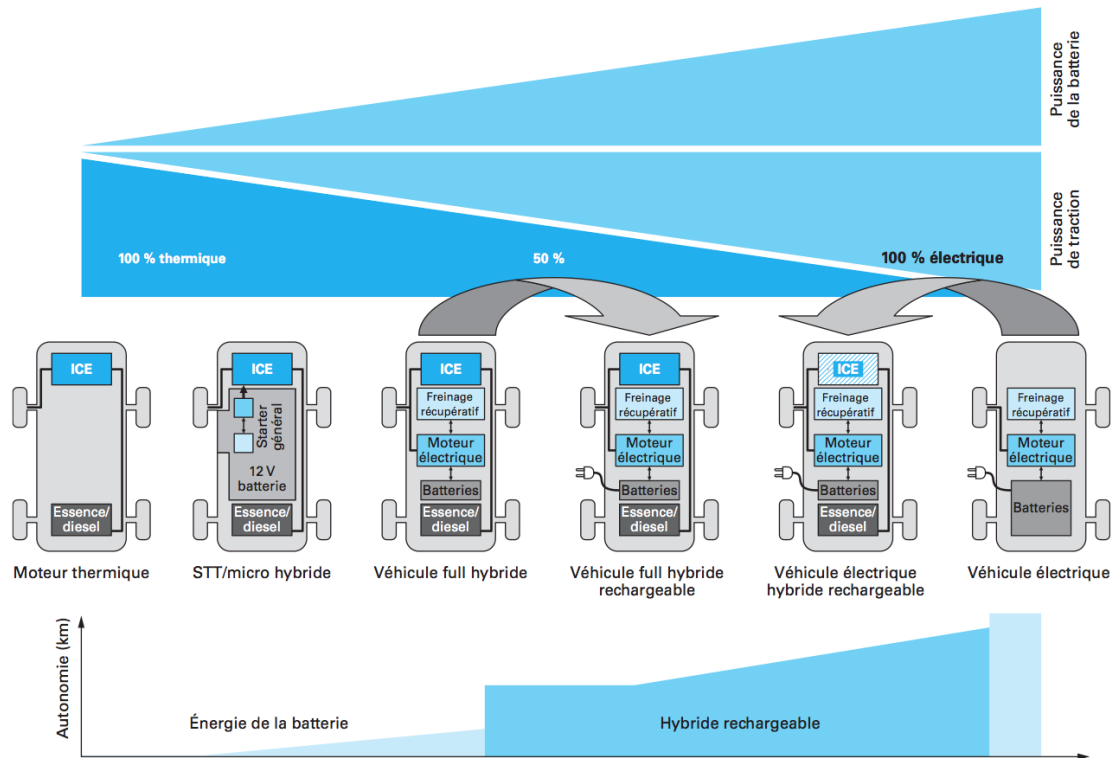 Puissance
de la batterie
Puissance
de traction
100 % thermique
50 %
100 % électrique
ICE
ICE
Starter
général
12 V
batterie
ICE
Freinage
récupératif
Moteur
électrique
Batteries
ICE
Freinage
récupératif
Moteur
électrique
Batteries
ICE
Freinage
récupératif
Moteur
électrique
Batteries
Freinage
récupératif
Moteur
électrique
Batteries
Essence/
diesel
Essence/
diesel
Essence/
diesel
Essence/
diesel
Essence/
diesel
Moteur thermique
STT/micro hybride
Véhicule full hybride
Véhicule full hybride
rechargeable
Véhicule électrique
hybride rechargeable
Véhicule électrique
Autonomie (km)
Énergie de la batterie
Hybride rechargeable